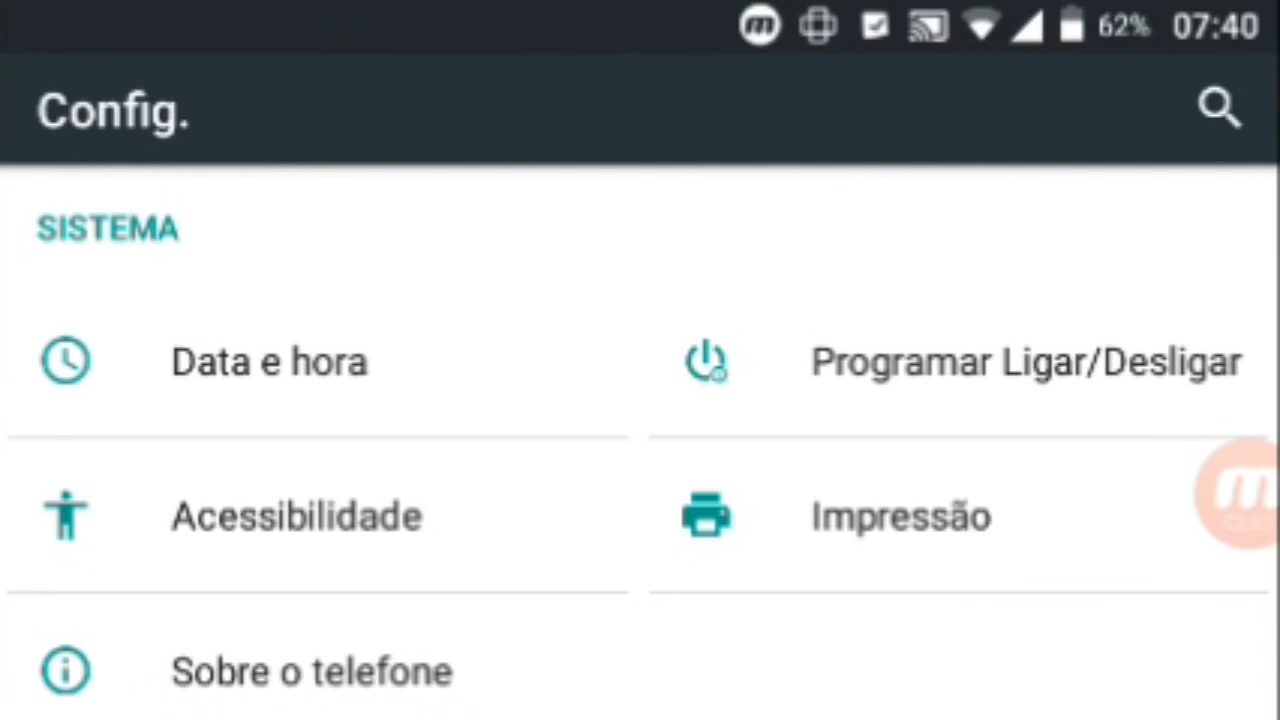 62% 07:40
Config.
SISTEMA
Data e hora
Programar Ligar/Desligar
Acessibilidade
Impressão
Sobre o telefone